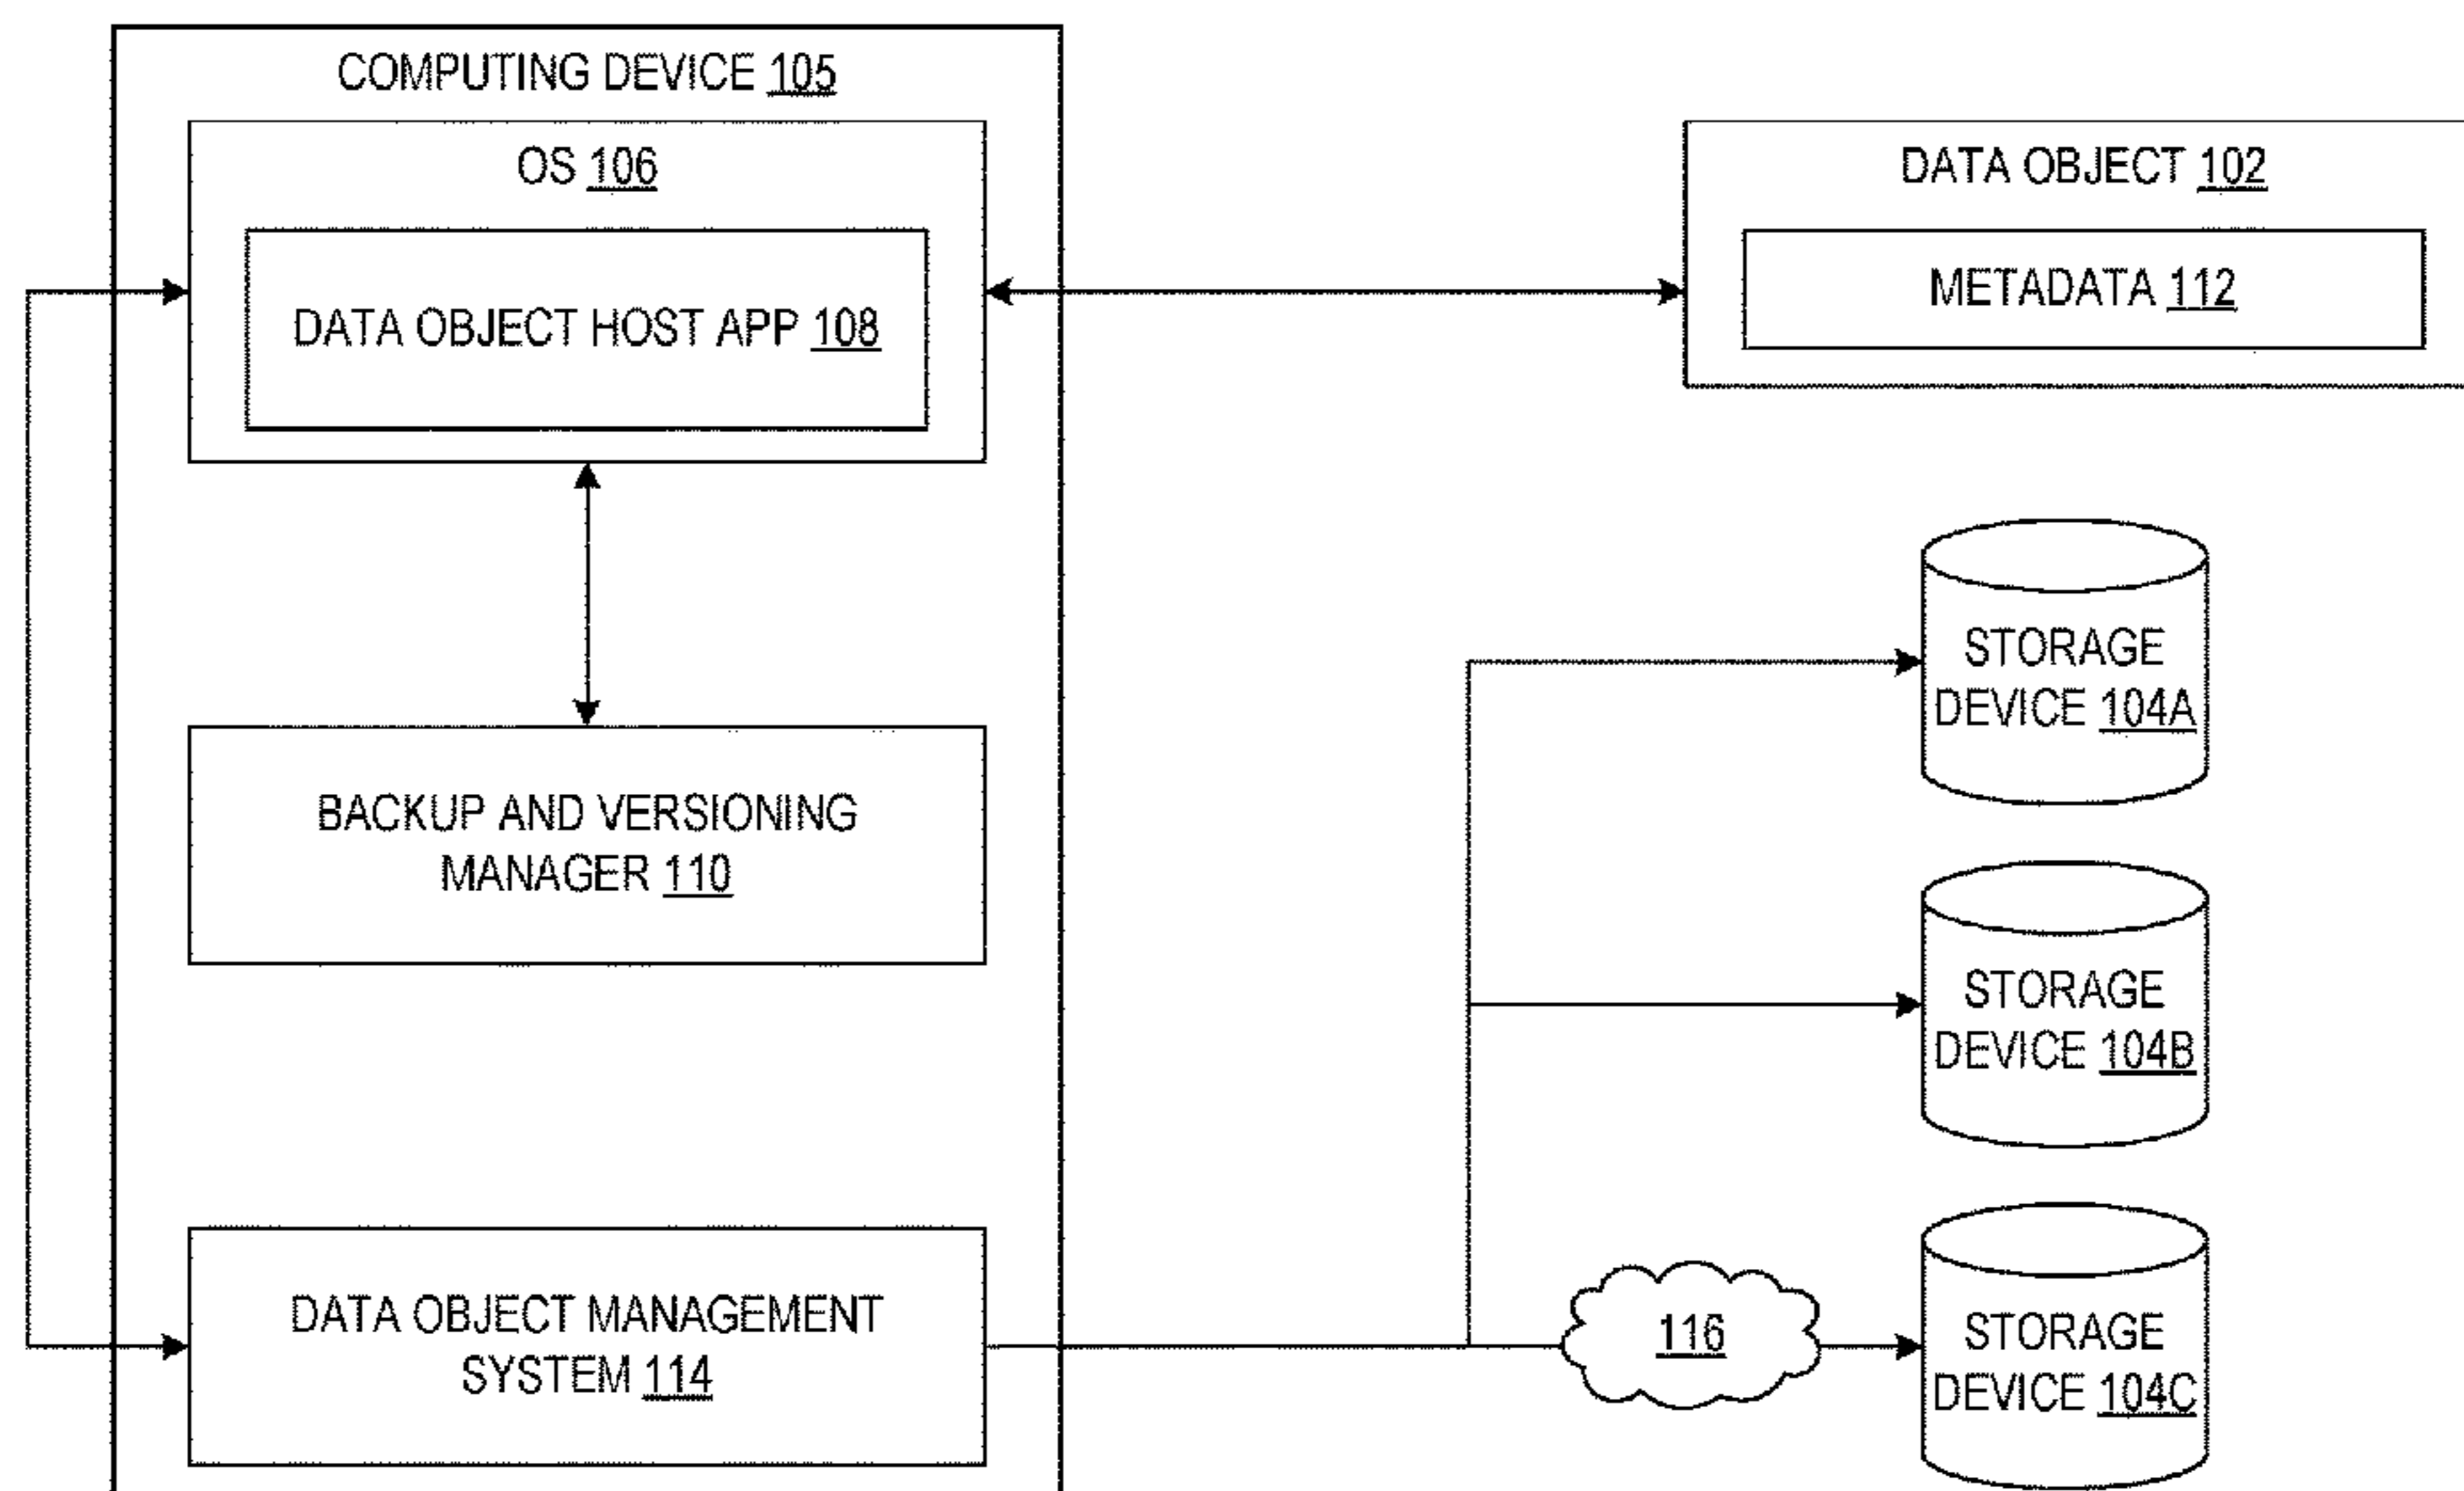 COMPUTING DEVICE 105
OS 106
DATA OBJECT HOST APP 108
DATA OBJECT 102
METADATA 112
BACKUP AND VERSIONING
MANAGER 110
DATA OBJECT MANAGEMENT
SYSTEM 114
STORAGE
DEVICE 104A
STORAGE
DEVICE 104B
116
STORAGE
DEVICE 104C